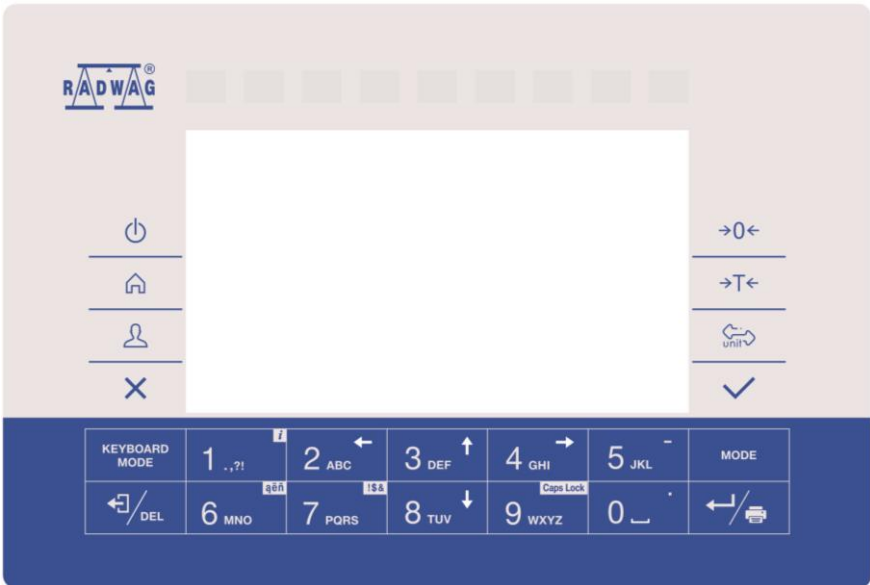 RADWAG®
→0←
→T←
unit
KEYBOARD
MODE
1 .,?!
i
2 ABC ←
3 DEF ↑
4 GHI →
5 JKL -
MODE
DEL
6 MNO
ąëñ
7 PQRS
!$&
8 TUV ↓
9 WXYZ
Caps Lock
0 ⎵ .